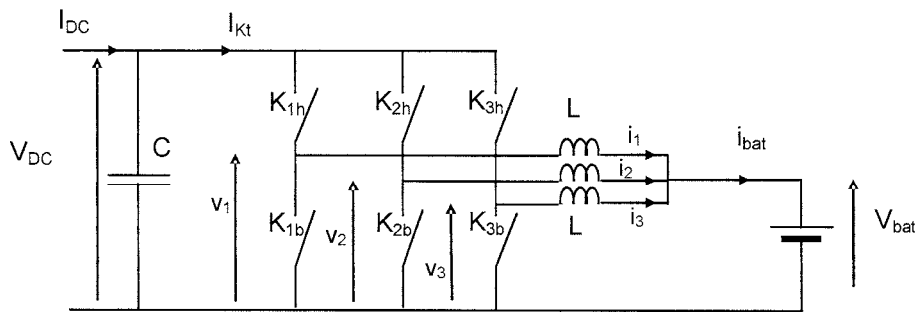 I_DC I_Kt
K_1h K_2h K_3h L
i_1
V_DC C i_bat
i_2
v_1 i_3
K_1b v_2 K_2b v_3 K_3b L V_bat